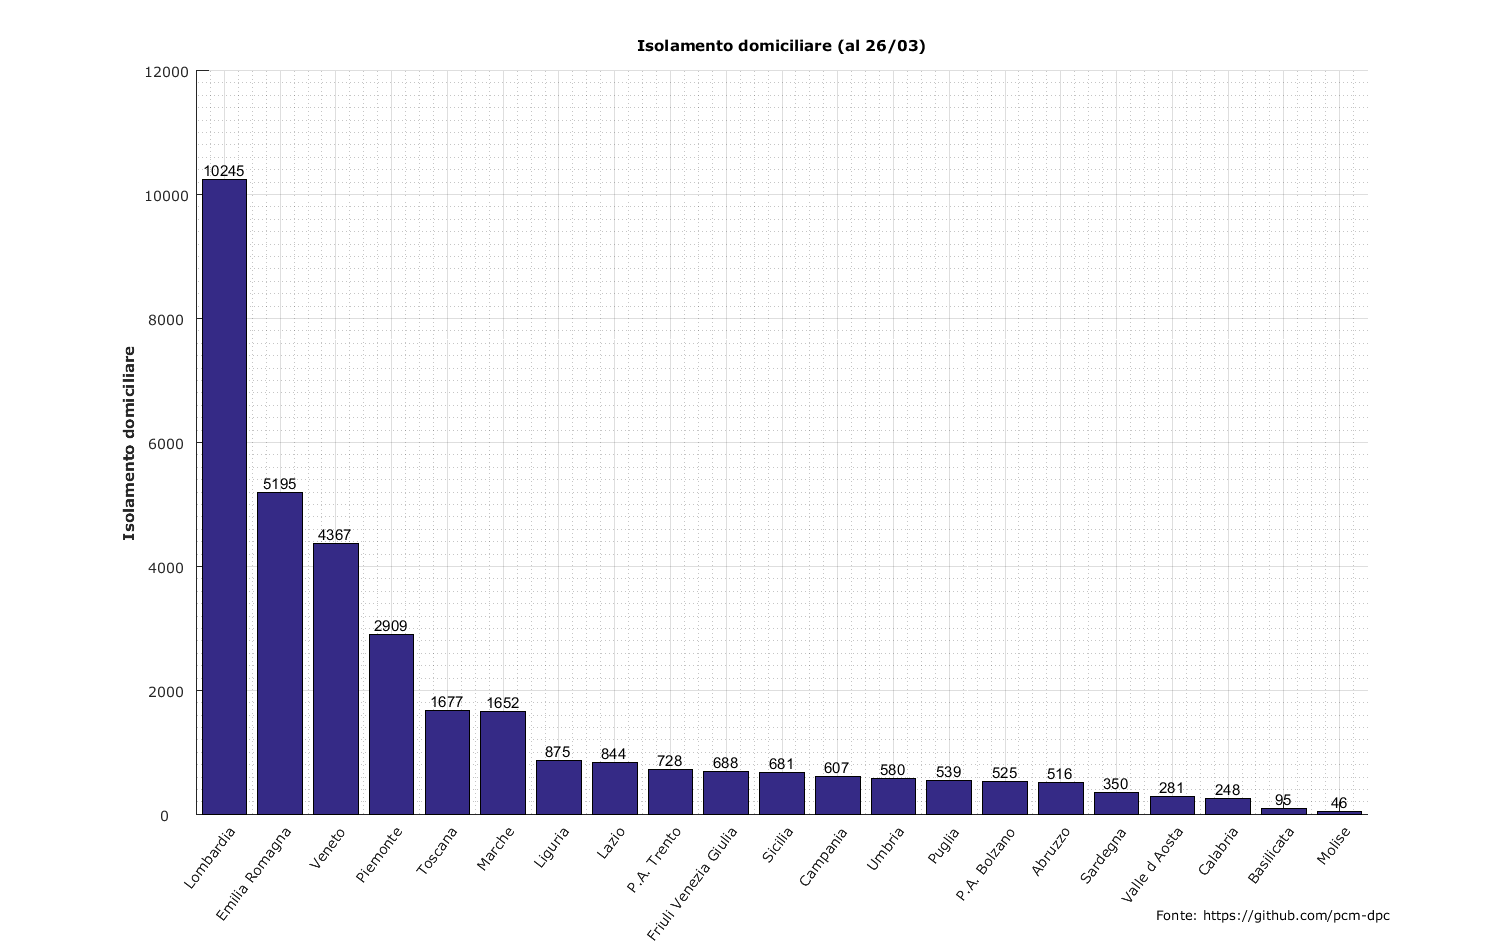 Isolamento domiciliare (al 26/03)
Isolamento domiciliare
12000
10000
8000
6000
4000
2000
0
10245
5195
4367
2909
1677
1652
875
844
728
688
681
607
580
539
525
516
350
281
248
95
46
Lombardia
Emilia Romagna
Veneto
Piemonte
Toscana
Marche
Liguria
Lazio
P.A. Trento
Friuli Venezia Giulia
Sicilia
Campania
Umbria
Puglia
P.A. Bolzano
Abruzzo
Sardegna
Valle d Aosta
Calabria
Basilicata
Molise
Fonte: https://github.com/pcm-dpc